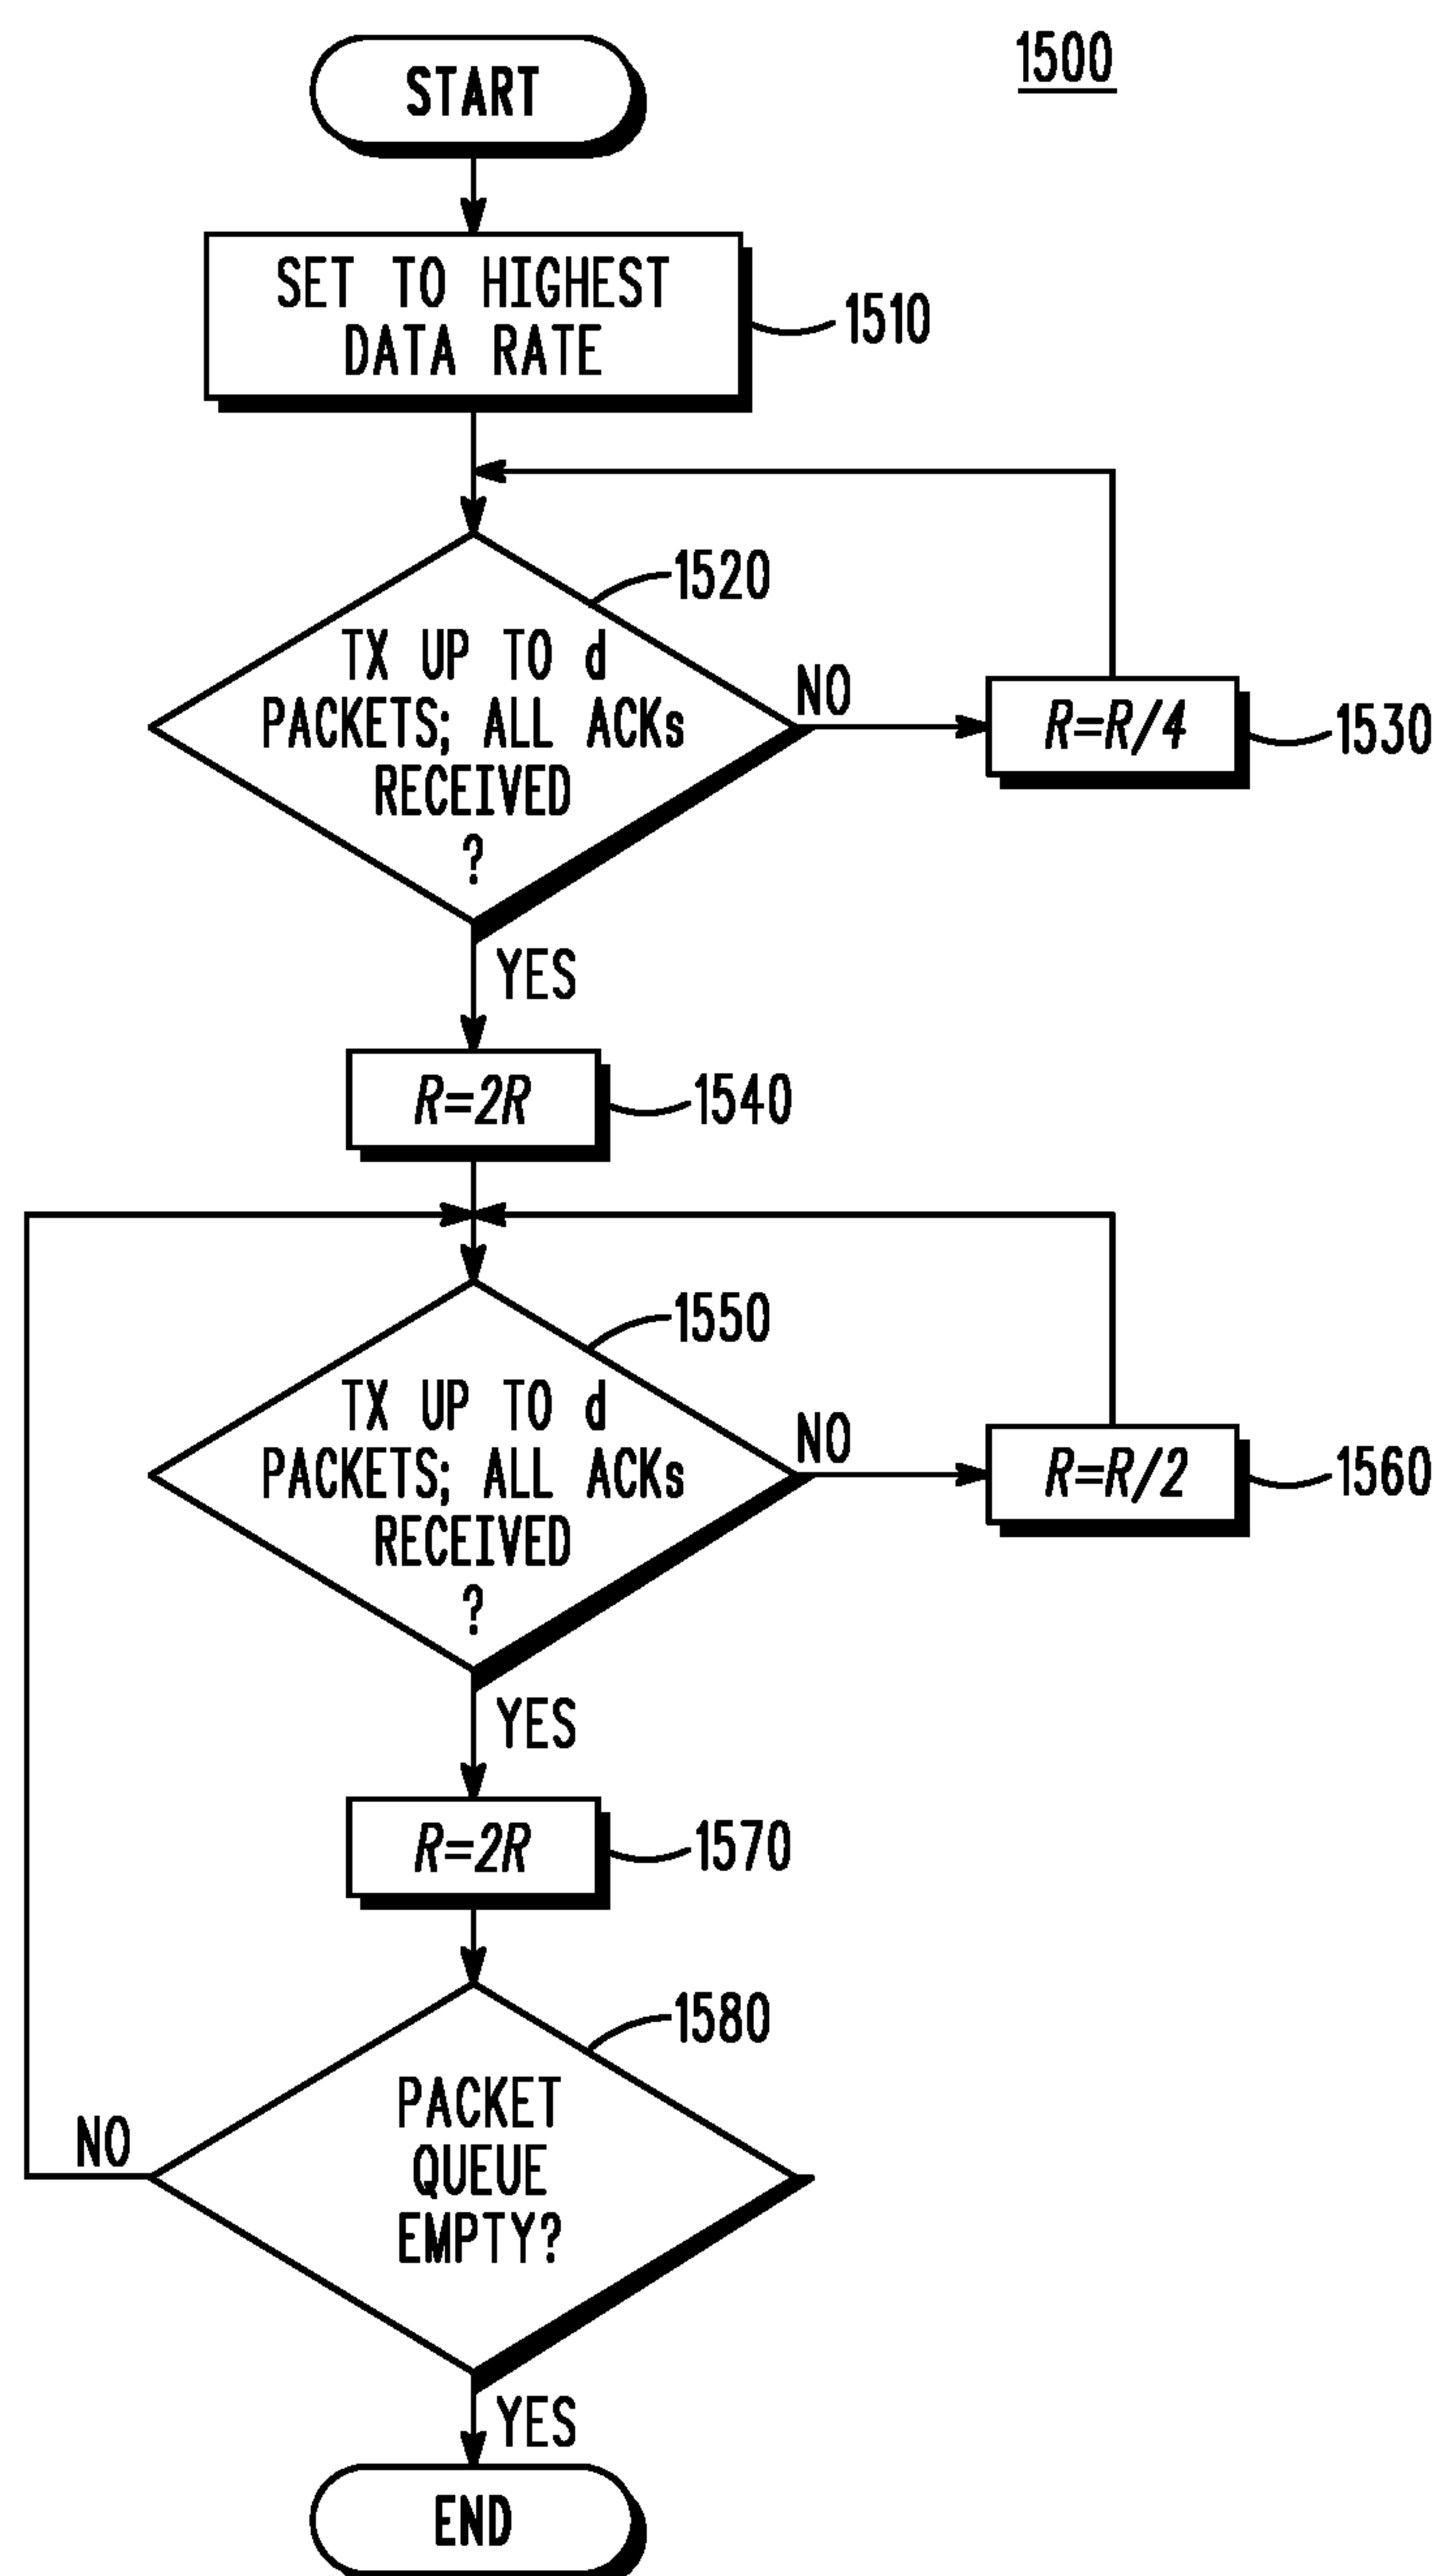 1500
START
SET TO HIGHEST
DATA RATE
1510
1520
TX UP TO d
PACKETS; ALL ACKs
RECEIVED
?
NO
R=R/4
1530
YES
R=2R
1540
1550
TX UP TO d
PACKETS; ALL ACKs
RECEIVED
?
NO
R=R/2
1560
YES
R=2R
1570
1580
PACKET
QUEUE
EMPTY?
NO
YES
END